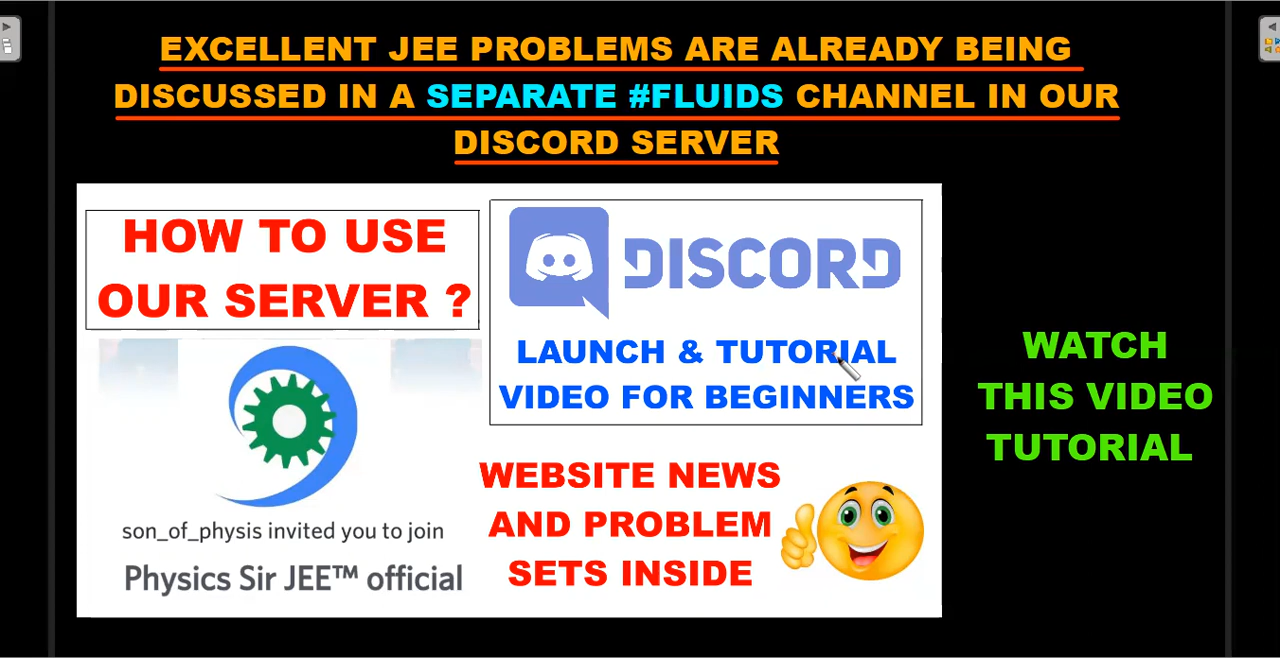 EXCELLENT JEE PROBLEMS ARE ALREADY BEING
DISCUSSED IN A SEPARATE #FLUIDS CHANNEL IN OUR
DISCORD SERVER
HOW TO USE
OUR SERVER ?
son_of_physis invited you to join
Physics Sir JEE™ official
DISCORD
LAUNCH & TUTORIAL
VIDEO FOR BEGINNERS
WEBSITE NEWS
AND PROBLEM
SETS INSIDE
WATCH
THIS VIDEO
TUTORIAL